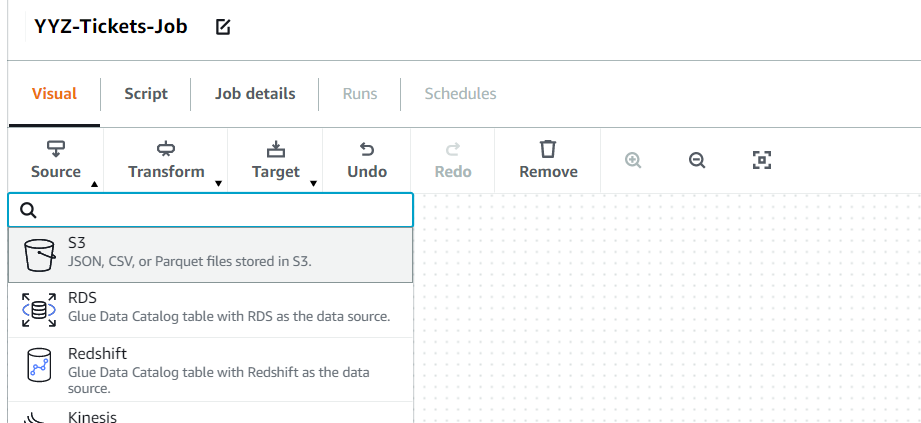 YYZ-Tickets-Job
Visual
Script
Job details
Runs
Schedules
Source
Transform
Target
Undo
Redo
Remove
S3
JSON, CSV, or Parquet files stored in S3.
RDS
Glue Data Catalog table with RDS as the data source.
Redshift
Glue Data Catalog table with Redshift as the data
source.
Kinesis